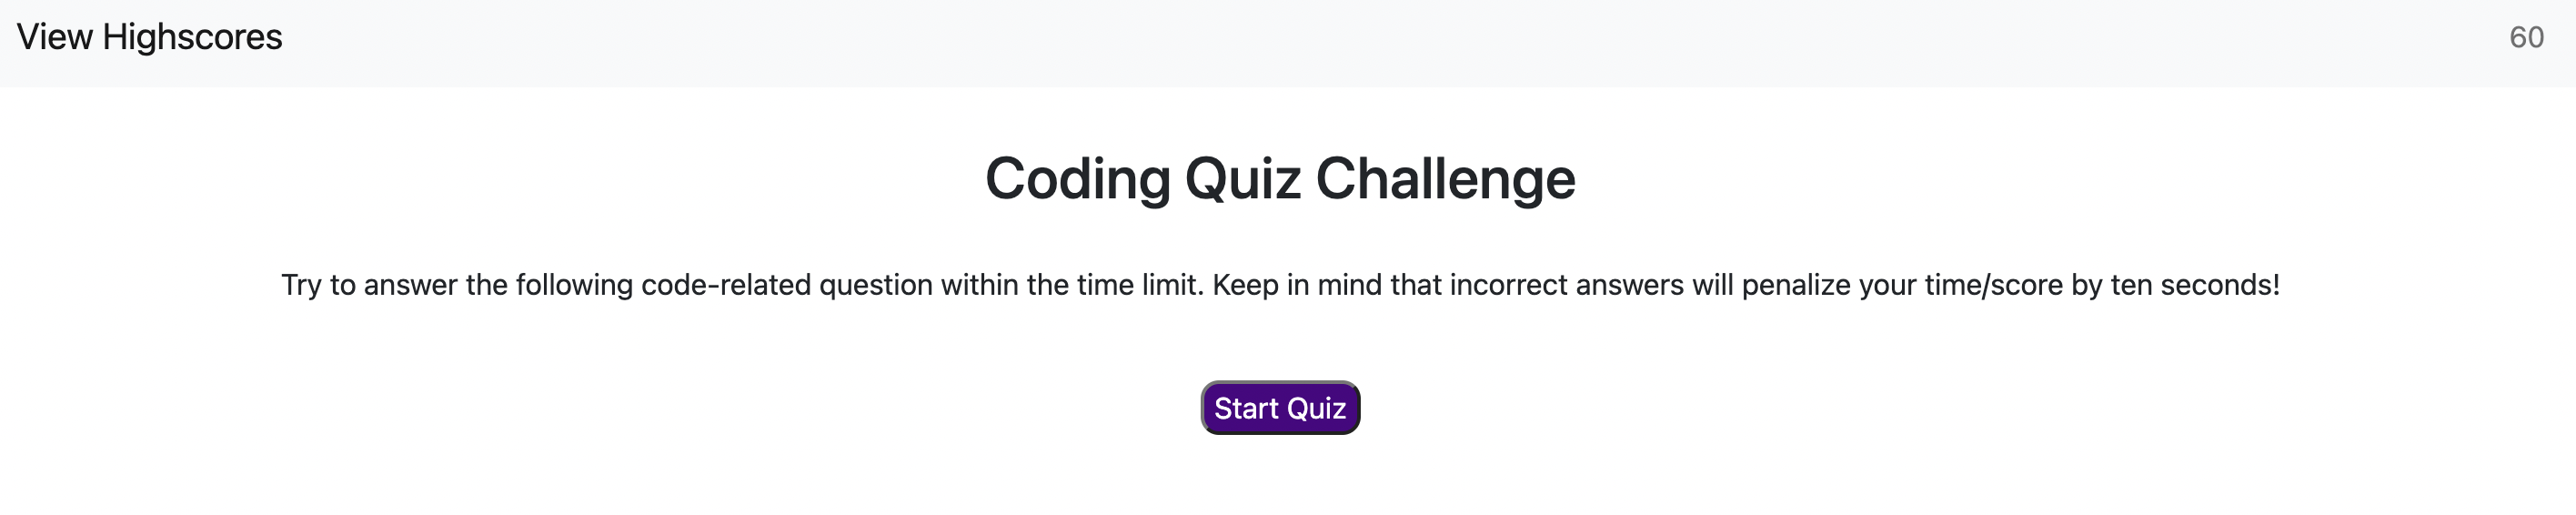 View Highscores
60
Coding Quiz Challenge
Try to answer the following code-related question within the time limit. Keep in mind that incorrect answers will penalize your time/score by ten seconds!
Start Quiz